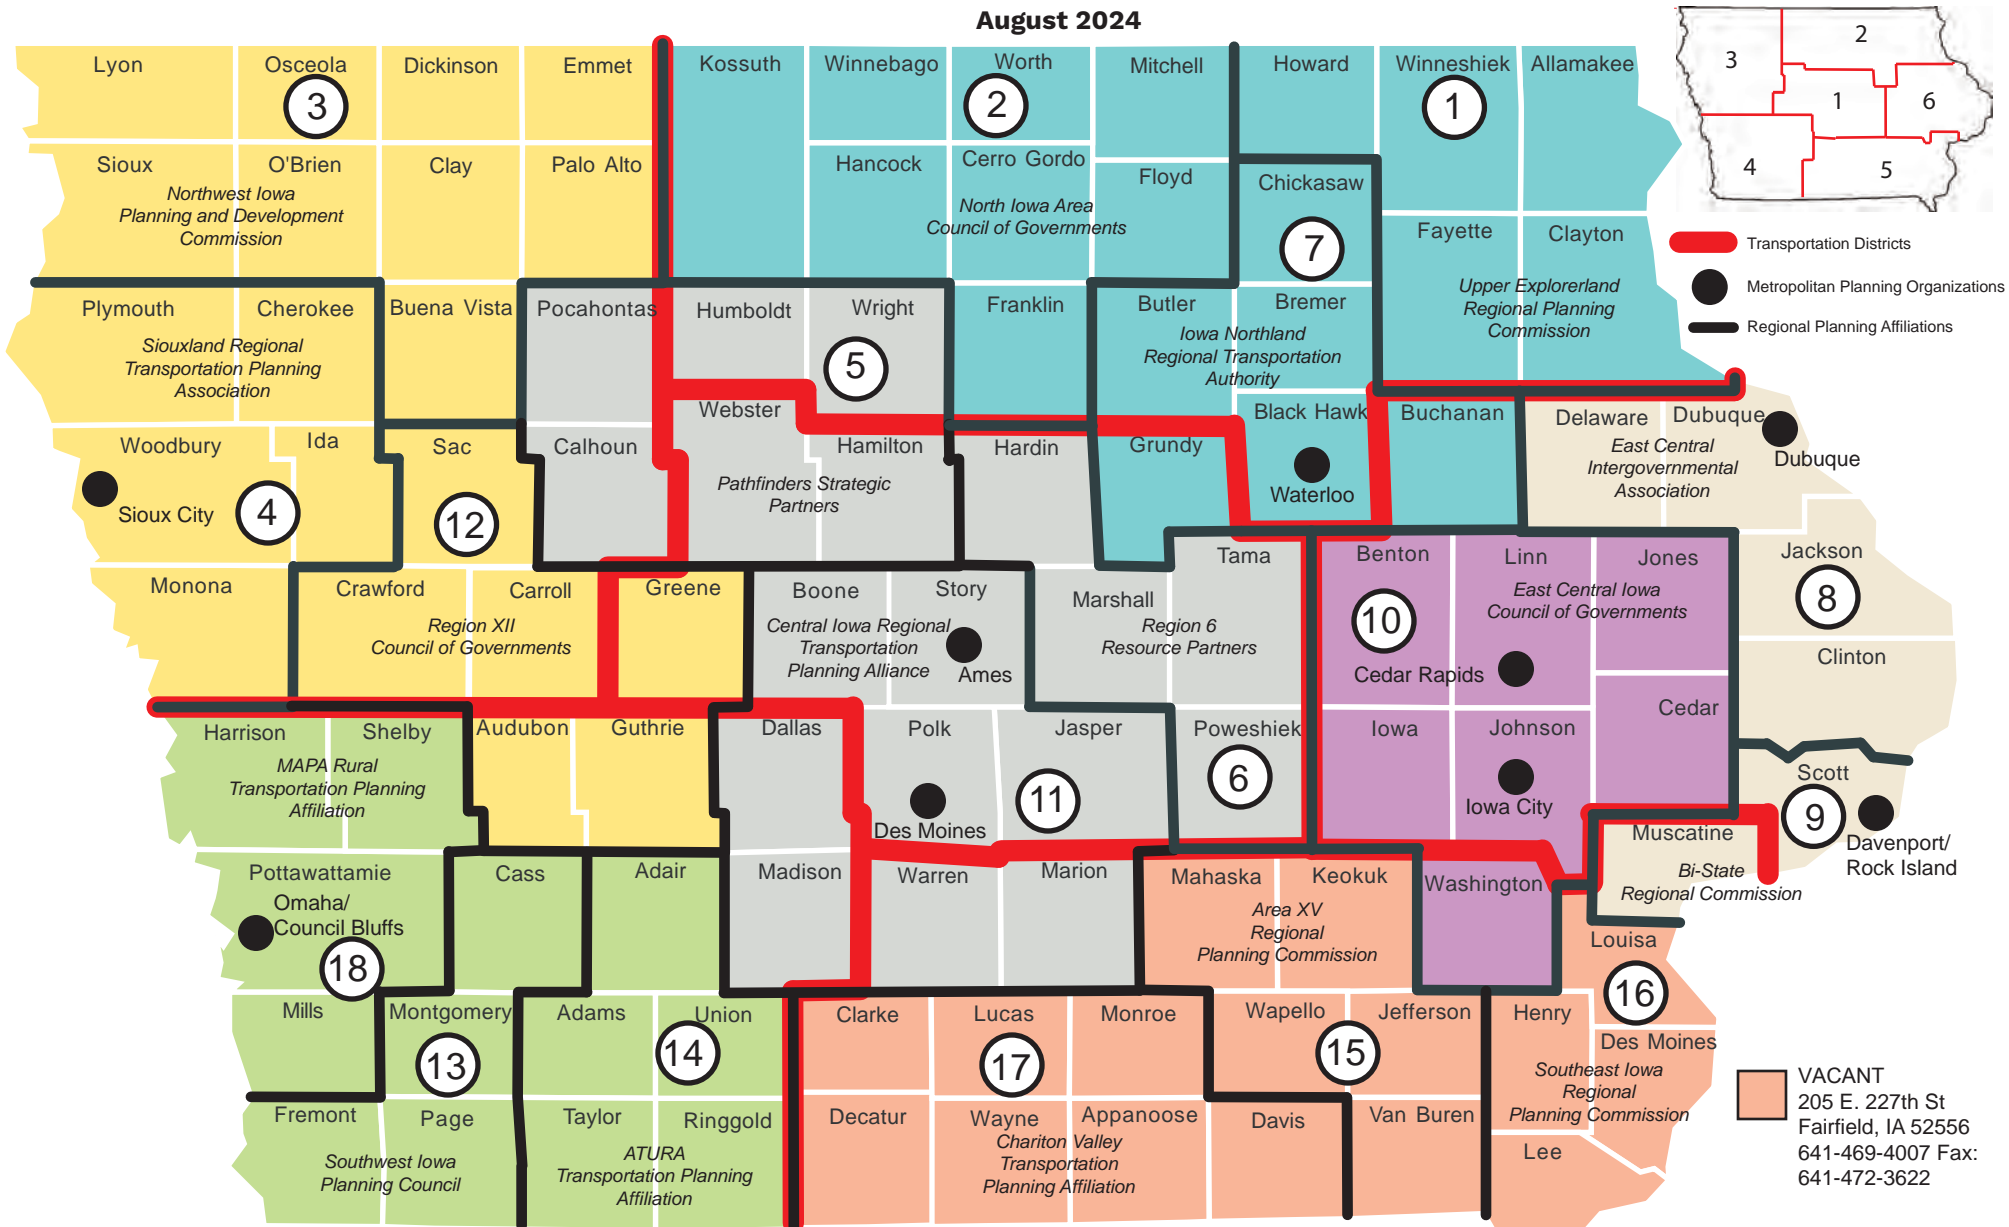 August 2024
Lyon
Osceola
Dickinson
Emmet
Kossuth
Winnebago
Worth
Mitchell
Howard
Winneshiek
Allamakee
3
2
1
Sioux
O'Brien
Clay
Palo Alto
Hancock
Cerro Gordo
Floyd
Chickasaw
Northwest Iowa
Planning and Development
Commission
North Iowa Area
Council of Governments
7
Fayette
Clayton
Plymouth
Cherokee
Buena Vista
Pocahontas
Humboldt
Wright
Franklin
Butler
Bremer
Upper Explorerland
Regional Planning
Commission
Siouxland Regional
Transportation Planning
Association
5
Iowa Northland
Regional Transportation
Authority
Webster
Black Hawk
Buchanan
Delaware
Dubuque
Woodbury
Ida
Sac
Calhoun
Hamilton
Hardin
Grundy
East Central
Intergovernmental
Association
Dubuque
Sioux City
4
12
Pathfinders Strategic
Partners
Waterloo
Monona
Crawford
Carroll
Greene
Boone
Story
Marshall
Tama
Benton
Linn
Jones
Jackson
8
Region XII
Council of Governments
Central Iowa Regional
Transportation
Planning Alliance
Ames
Region 6
Resource Partners
10
East Central Iowa
Council of Governments
Cedar Rapids
Clinton
Harrison
Shelby
Audubon
Guthrie
Dallas
Polk
Jasper
Poweshiek
Iowa
Johnson
Cedar
MAPA Rural
Transportation Planning
Affiliation
Des Moines
11
6
Iowa City
Scott
9
Davenport/
Rock Island
Muscatine
Bi-State
Regional Commission
Pottawattamie
Cass
Adair
Madison
Warren
Marion
Mahaska
Keokuk
Washington
Omaha/
Council Bluffs
18
Area XV
Regional
Planning Commission
Louisa
16
Mills
Montgomery
Adams
Union
Clarke
Lucas
Monroe
Wapello
Jefferson
Henry
Des Moines
13
14
17
15
Southeast Iowa
Regional
Planning Commission
Fremont
Page
Taylor
Ringgold
Decatur
Wayne
Appanoose
Davis
Van Buren
Lee
Southwest Iowa
Planning Council
ATURA
Transportation Planning
Affiliation
Chariton Valley
Transportation
Planning Affiliation
3
2
1
6
4
5
Transportation Districts
Metropolitan Planning Organizations
Regional Planning Affiliations
VACANT
205 E. 227th St
Fairfield, IA 52556
641-469-4007 Fax:
641-472-3622